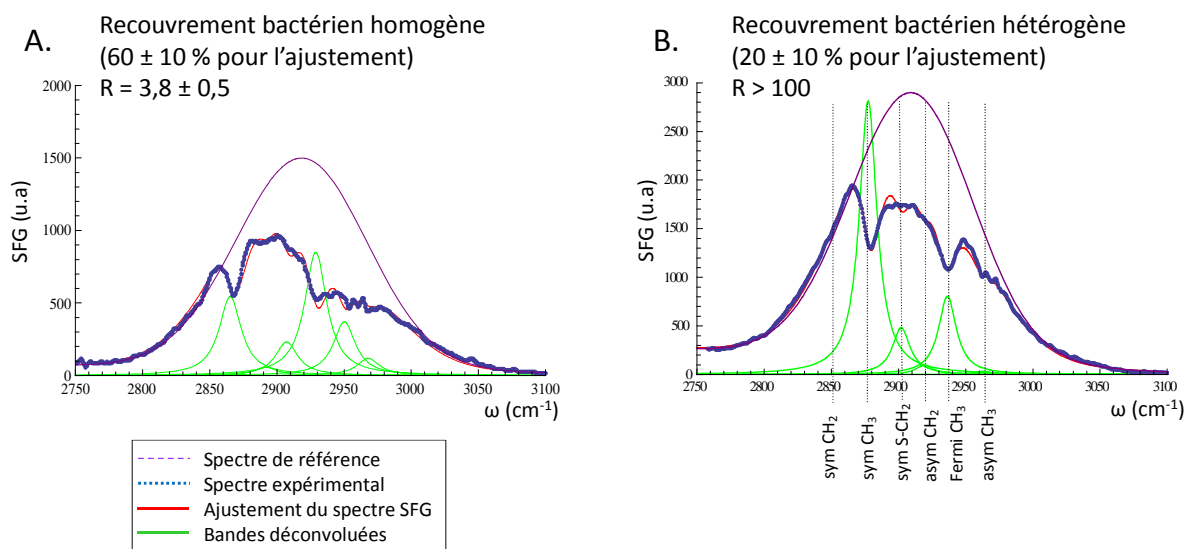 A.
Recouvrement bactérien homogène
(60 ± 10 % pour l'ajustement)
R = 3,8 ± 0,5
2000
1500
1000
500
0
SFG (u.a)
2750 2800 2850 2900 2950 3000 3050 3100
ω (cm⁻¹)
B.
Recouvrement bactérien hétérogène
(20 ± 10 % pour l'ajustement)
R > 100
3000
2500
2000
1500
1000
500
0
SFG (u.a)
2750 2800 2850 2900 2950 3000 3050 3100
ω (cm⁻¹)
sym CH₂
sym CH₃
sym S-CH₂
asym CH₂
Fermi CH₃
asym CH₃
Spectre de référence
Spectre expérimental
Ajustement du spectre SFG
Bandes déconvoluées